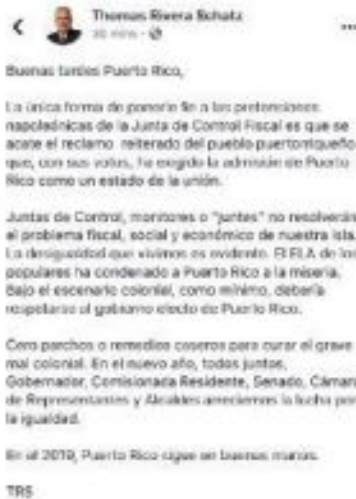 Thomas Rivera Schatz
30 mins ·
Buenas tardes Puerto Rico,
La única forma de ponerle fin a las pretensiones
napoleónicas de la Junta de Control Fiscal es que se
acate el reclamo reiterado del pueblo puertorriqueño
que, con sus votos, ha exigido la admisión de Puerto
Rico como un estado de la unión.
Juntas de Control, monitores o "juntes" no resolverán
el problema fiscal, social y económico de nuestra isla.
La desigualdad que vivimos es evidente. El ELA de los
populares ha condenado a Puerto Rico a la miseria.
Bajo el escenario colonial, como mínimo, debería
respetarse al gobierno electo de Puerto Rico.
Cero parchos o remedios caseros para curar el grave
mal colonial. En el nuevo año, todos juntos,
Gobernador, Comisionada Residente, Senado, Cámara
de Representantes y Alcaldes arreciemos la lucha por
la igualdad.
En el 2019, Puerto Rico sigue en buenas manos.
TRS